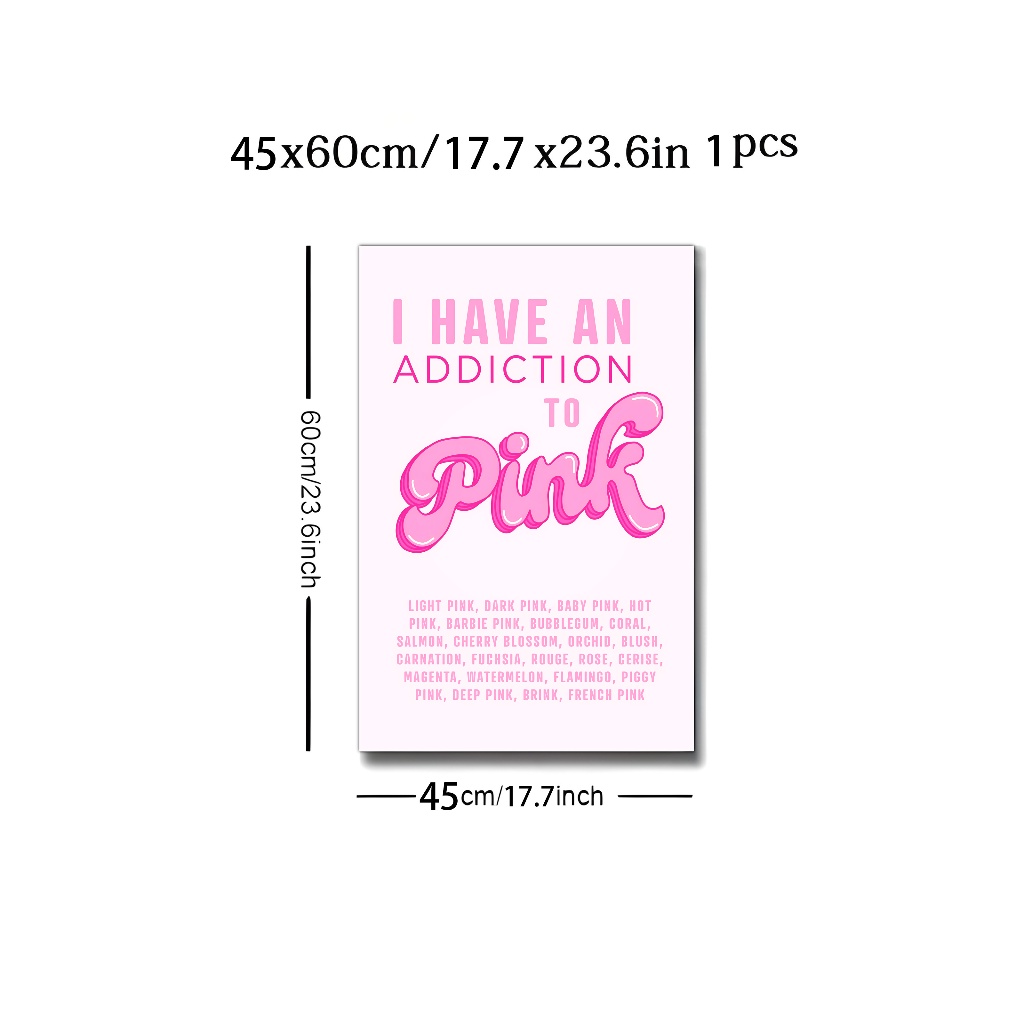 45x60cm/17.7 x23.6in 1pcs
I HAVE AN
ADDICTION
TO
Pink
LIGHT PINK, DARK PINK, BABY PINK, HOT
PINK, BARBIE PINK, BUBBLEGUM, CORAL,
SALMON, CHERRY BLOSSOM, ORCHID, BLUSH,
CARNATION, FUCHSIA, ROUGE, ROSE, CERISE,
MAGENTA, WATERMELON, FLAMINGO, PIGGY
PINK, DEEP PINK, BRINK, FRENCH PINK
60cm/23.6inch
45cm/17.7inch